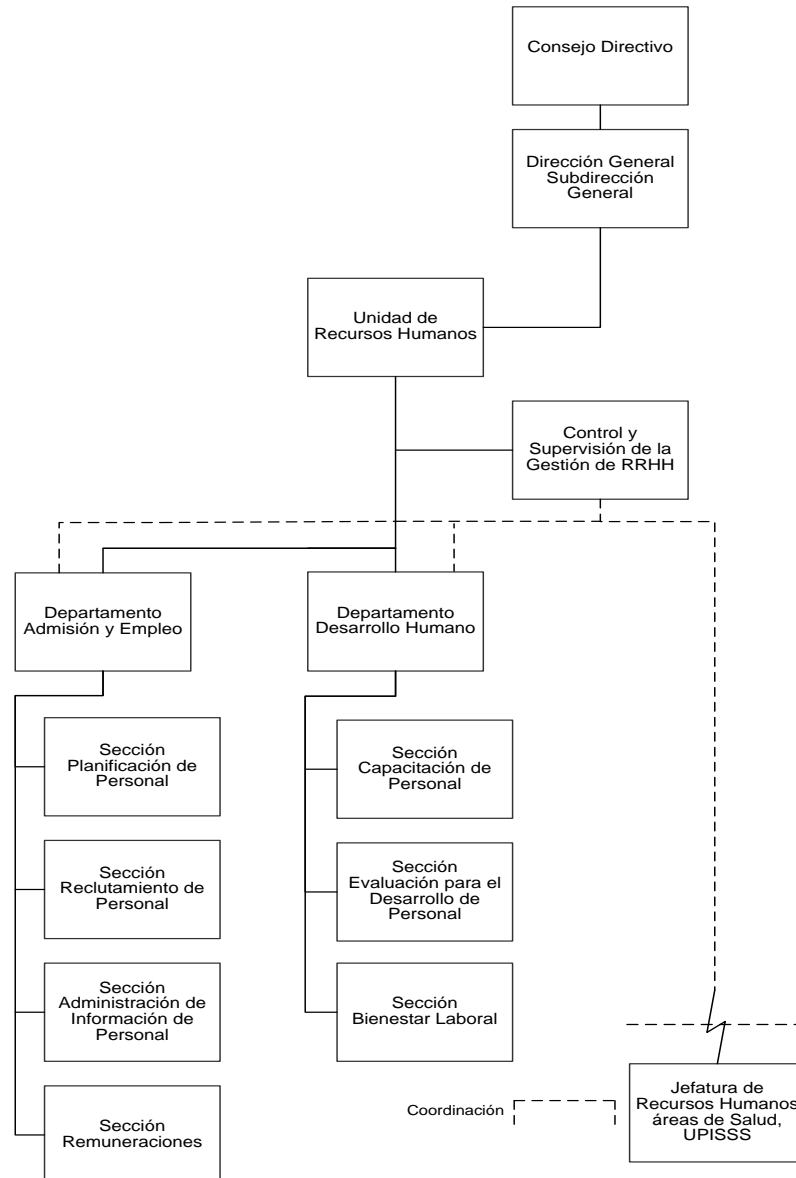 Consejo Directivo
Dirección General
Subdirección
General
Unidad de
Recursos Humanos
Control y
Supervisión de la
Gestión de RRHH
Departamento
Admisión y Empleo
Departamento
Desarrollo Humano
Sección
Planificación de
Personal
Sección
Capacitación de
Personal
Sección
Reclutamiento de
Personal
Sección
Evaluación para el
Desarrollo de
Personal
Sección
Administración de
Información de
Personal
Sección
Bienestar Laboral
Sección
Remuneraciones
Coordinación
Jefatura de
Recursos Humanos
áreas de Salud,
UPISSS